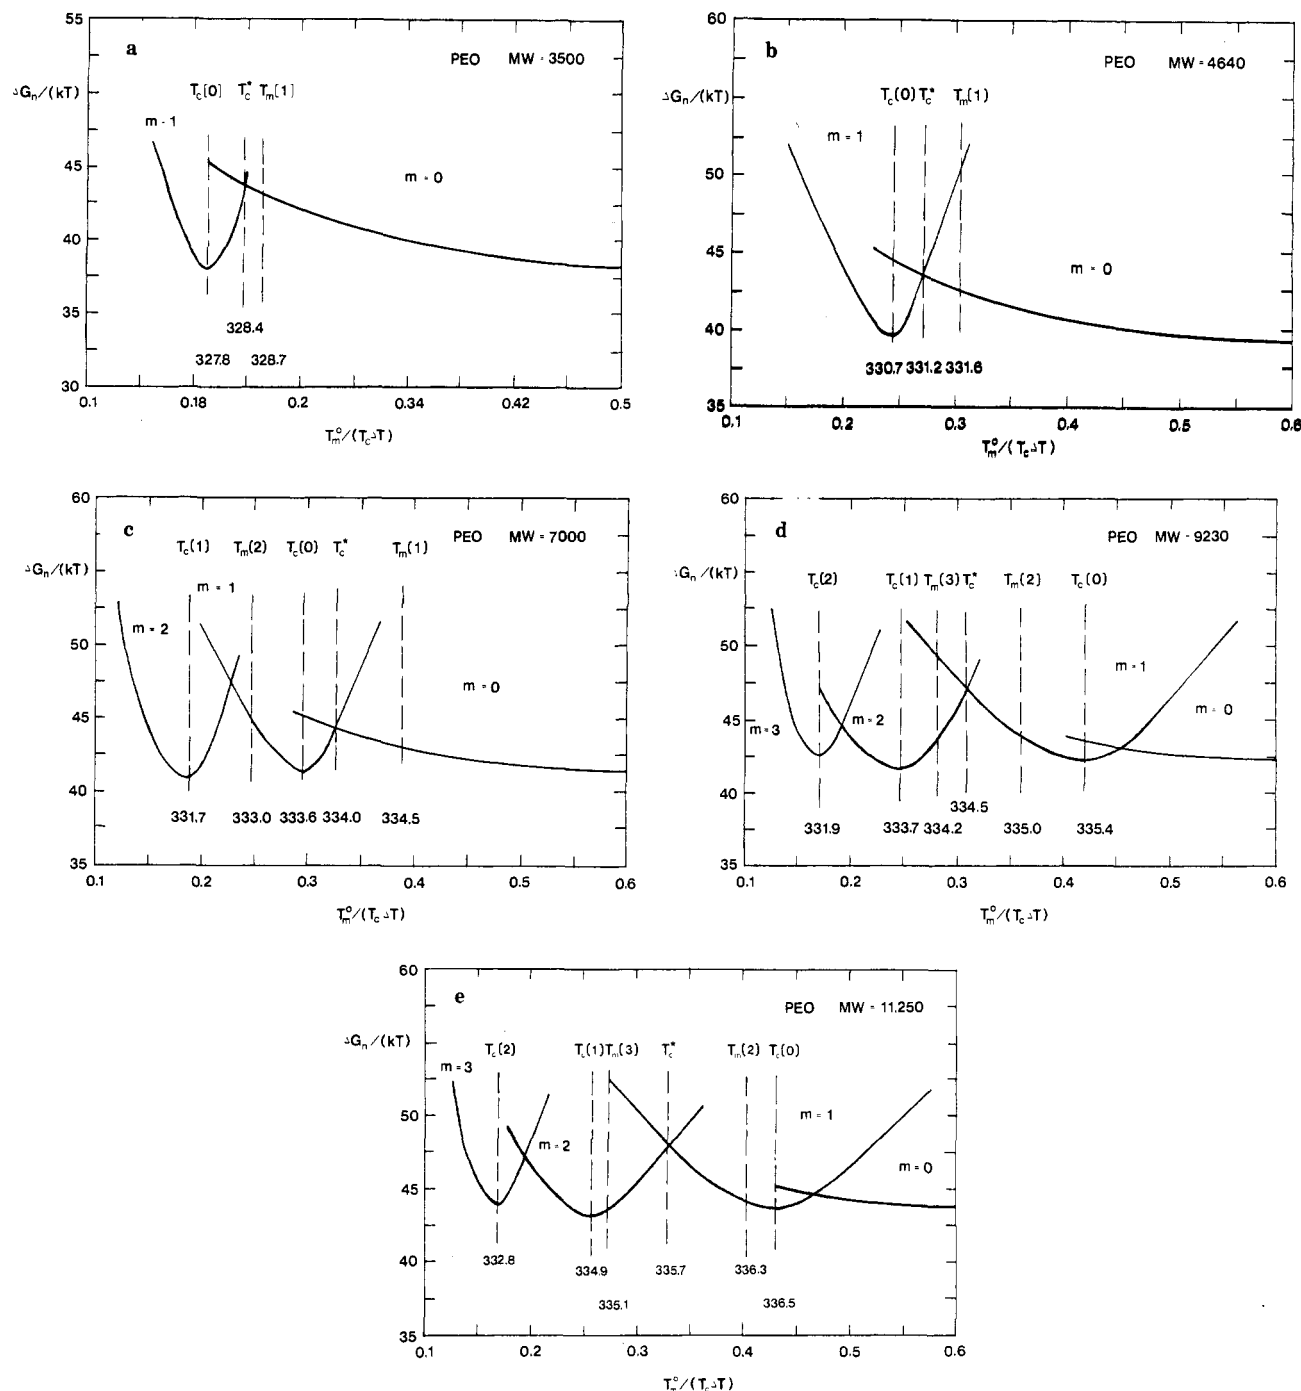 a
PEO MW = 3500
55
ΔGₙ/(kT) 50
45
40
35
30
Tc[0] Tc* Tm[1]
m - 1
m = 0
328.4
327.8 328.7
0.1 0.18 0.2 0.34 0.42 0.5
Tm°/(TcΔT)
b
PEO MW = 4640
60
ΔGₙ/(kT)
50
45
40
35
Tc(0) Tc* Tm(1)
m = 1
m = 0
330.7 331.2 331.6
0.1 0.2 0.3 0.4 0.5 0.6
Tm°/(TcΔT)
c
PEO MW = 7000
60
ΔGₙ/(kT) 55
50
45
40
35
Tc(1) Tm(2) Tc(0) Tc* Tm(1)
m = 1
m = 2
m = 0
331.7 333.0 333.6 334.0 334.5
0.1 0.2 0.3 0.4 0.5 0.6
Tm°/(TcΔT)
d
PEO MW = 9230
60
ΔGₙ/(kT) 55
50
45
40
35
Tc(2) Tc(1) Tm(3) Tc* Tm(2) Tc(0)
m = 1
m = 0
m = 2
m = 3
334.5
331.9 333.7 334.2 335.0 335.4
0.1 0.2 0.3 0.4 0.5 0.6
Tm°/(TcΔT)
e
PEO MW = 11.250
60
ΔGₙ/(kT) 55
50
45
40
35
Tc(2) Tc(1) Tm(3) Tc* Tm(2) Tc(0)
m = 3
m = 1
m = 2
m = 0
332.8 334.9 335.7 336.3
335.1 336.5
0.1 0.2 0.3 0.4 0.5 0.6